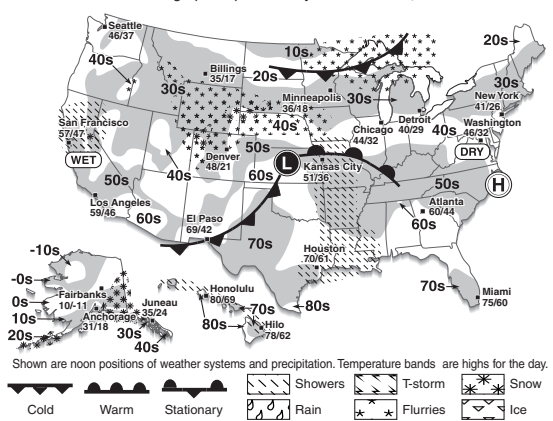 Seattle
46/37
20s
10s
40s
Billings
35/17
20s
30s
30s
Minneapolis
36/18
30s
New York
41/26
San Francisco
57/47
40s
Chicago
44/32
Detroit
40/29
40s
Washington
46/32
WET
Denver
48/21
50s
L
Kansas City
51/36
DRY
40s
60s
50s
50s
H
Los Angeles
59/46
60s
El Paso
69/42
Atlanta
60/44
60s
70s
Houston
70/61
-10s
-0s
0s
Fairbanks
10/-11
Juneau
35/24
Honolulu
80/69
80s
70s
Miami
75/60
10s
Anchorage
31/18
20s
30s
40s
70s
80s
Hilo
78/62
Shown are noon positions of weather systems and precipitation. Temperature bands are highs for the day.
Cold
Warm
Stationary
Showers
T-storm
Snow
Rain
Flurries
Ice